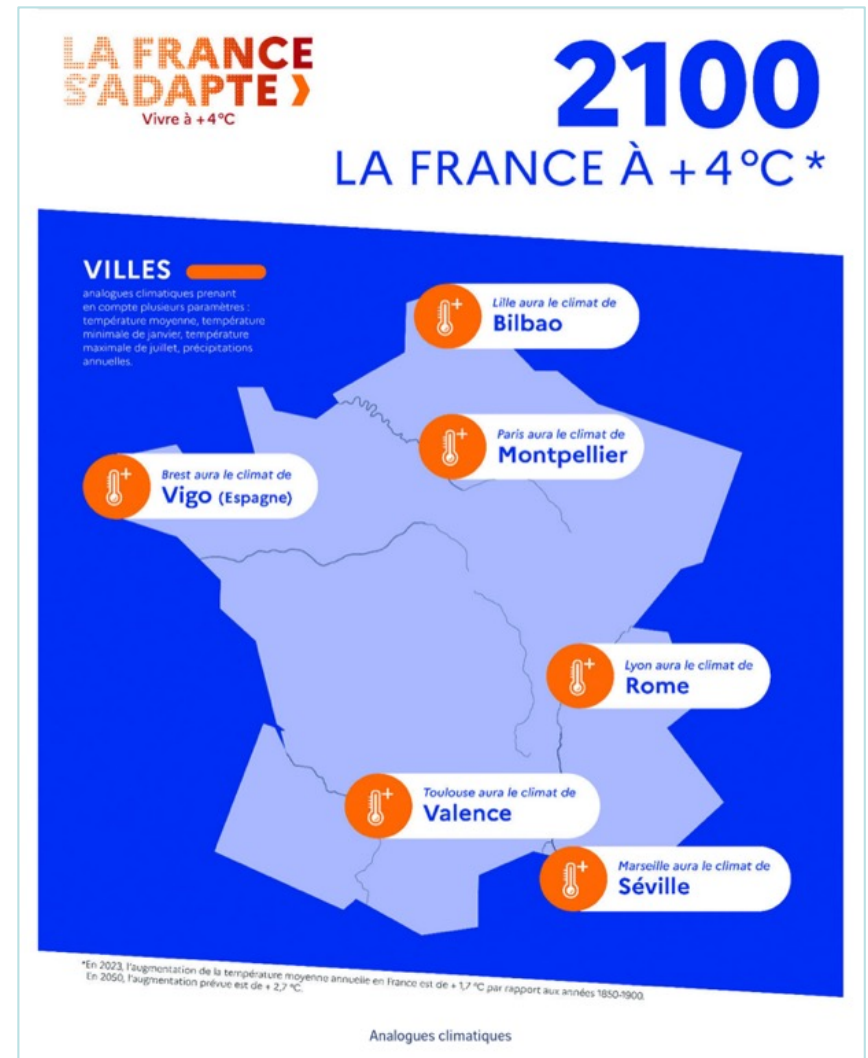 LA FRANCE
S'ADAPTE ❯
Vivre à +4°C
2100
LA FRANCE À +4°C*
VILLES
analogues climatiques prenant
en compte plusieurs paramètres :
température moyenne, température
minimale de janvier, température
maximale de juillet, précipitations
annuelles.
Lille aura le climat de
Bilbao
Paris aura le climat de
Montpellier
Brest aura le climat de
Vigo (Espagne)
Lyon aura le climat de
Rome
Toulouse aura le climat de
Valence
Marseille aura le climat de
Séville
*En 2023, l'augmentation de la température moyenne annuelle en France est de + 1,7 °C par rapport aux années 1850-1900.
En 2050, l'augmentation prévue est de + 2,7 °C.
Analogues climatiques